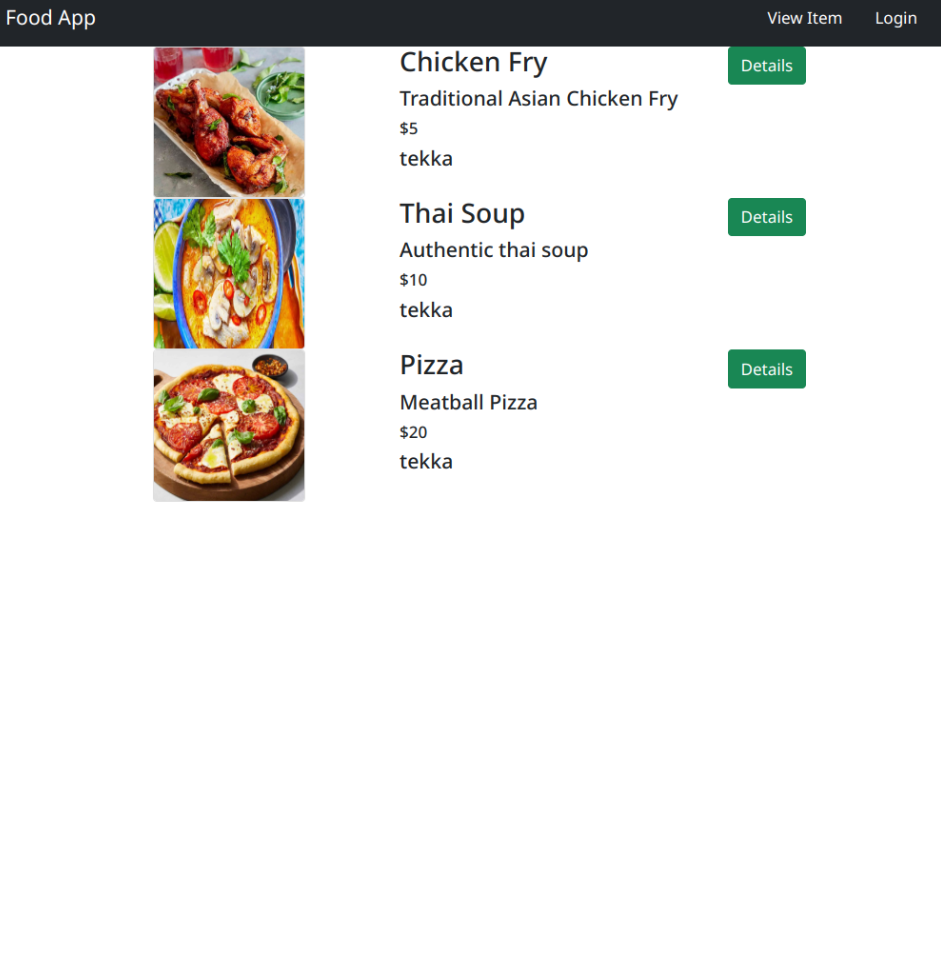 Food App
View Item
Login
Chicken Fry
Details
Traditional Asian Chicken Fry
$5
tekka
Thai Soup
Details
Authentic thai soup
$10
tekka
Pizza
Details
Meatball Pizza
$20
tekka